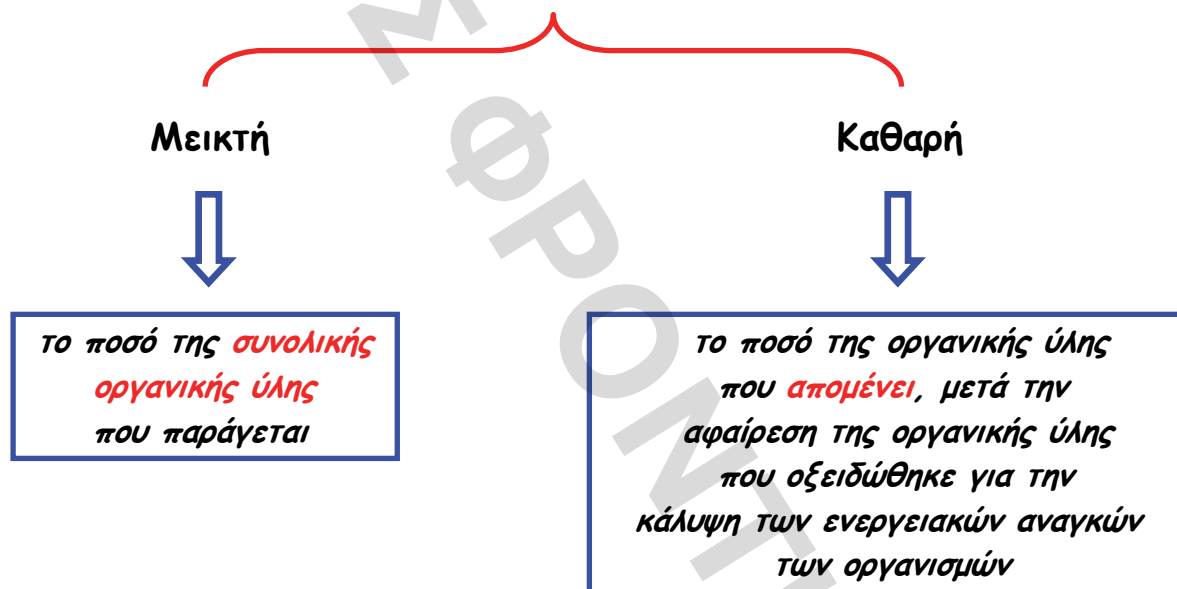 Μεικτή
Καθαρή
το ποσό της συνολικής
οργανικής ύλης
που παράγεται
το ποσό της οργανικής ύλης
που απομένει, μετά την
αφαίρεση της οργανικής ύλης
που οξειδώθηκε για την
κάλυψη των ενεργειακών αναγκών
των οργανισμών
Μ ΦΡΟΝΤ